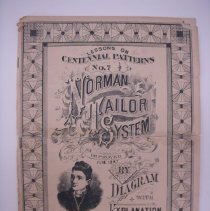 LESSONS ON
CENTENNIAL PATTERNS
No. 7
NORMAN
TAILOR
SYSTEM
BY
DIAGRAM
WITH
EXPLANATION